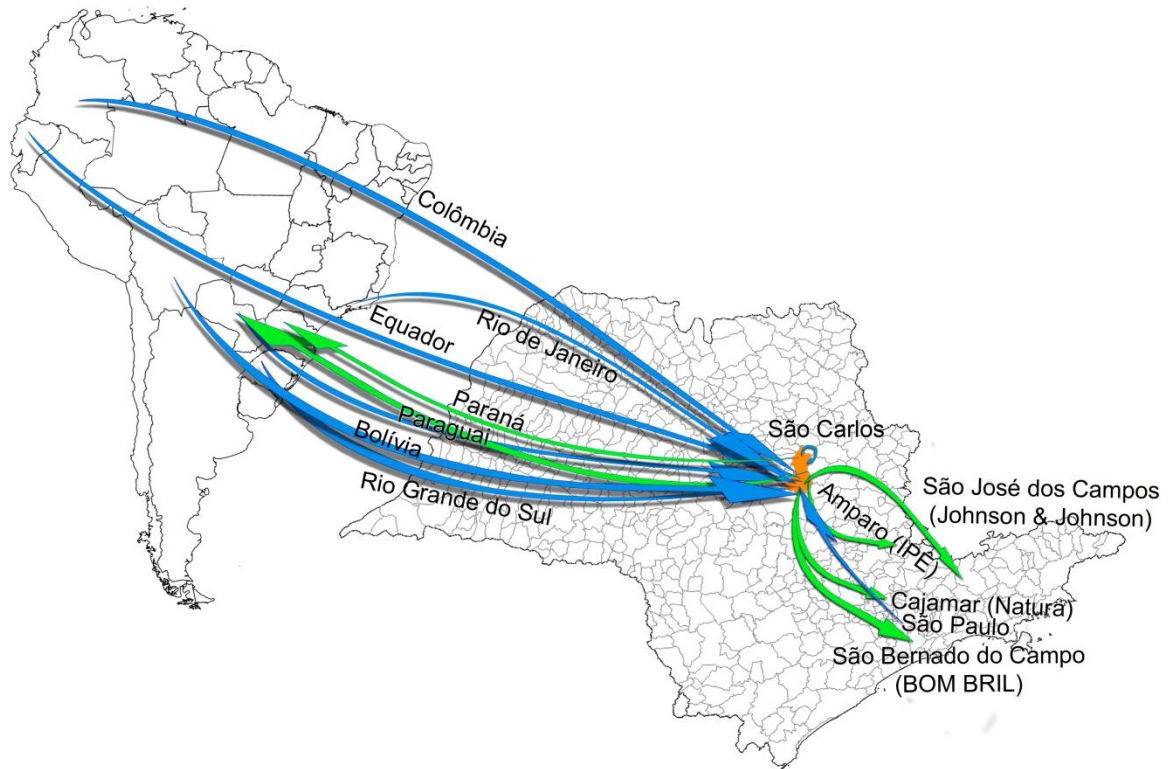 Colômbia
Equador
Rio de Janeiro
Paraná
Paraguai
Bolívia
Rio Grande do Sul
São Carlos
Amparo (IPÊ)
São José dos Campos
(Johnson & Johnson)
Cajamar (Natura)
São Paulo
São Bernado do Campo
(BOM BRIL)